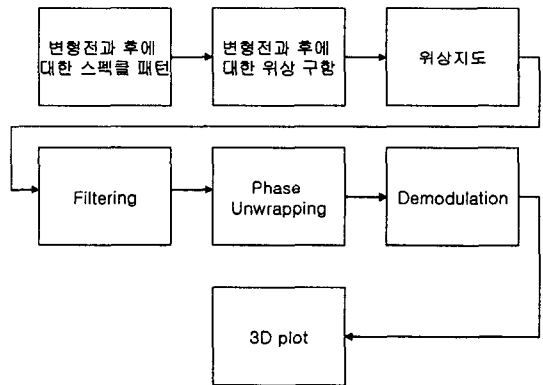 변형전과 후에
대한 스펙클 패턴
변형전과 후에
대한 위상 구함
위상지도
Filtering
Phase
Unwrapping
Demodulation
3D plot